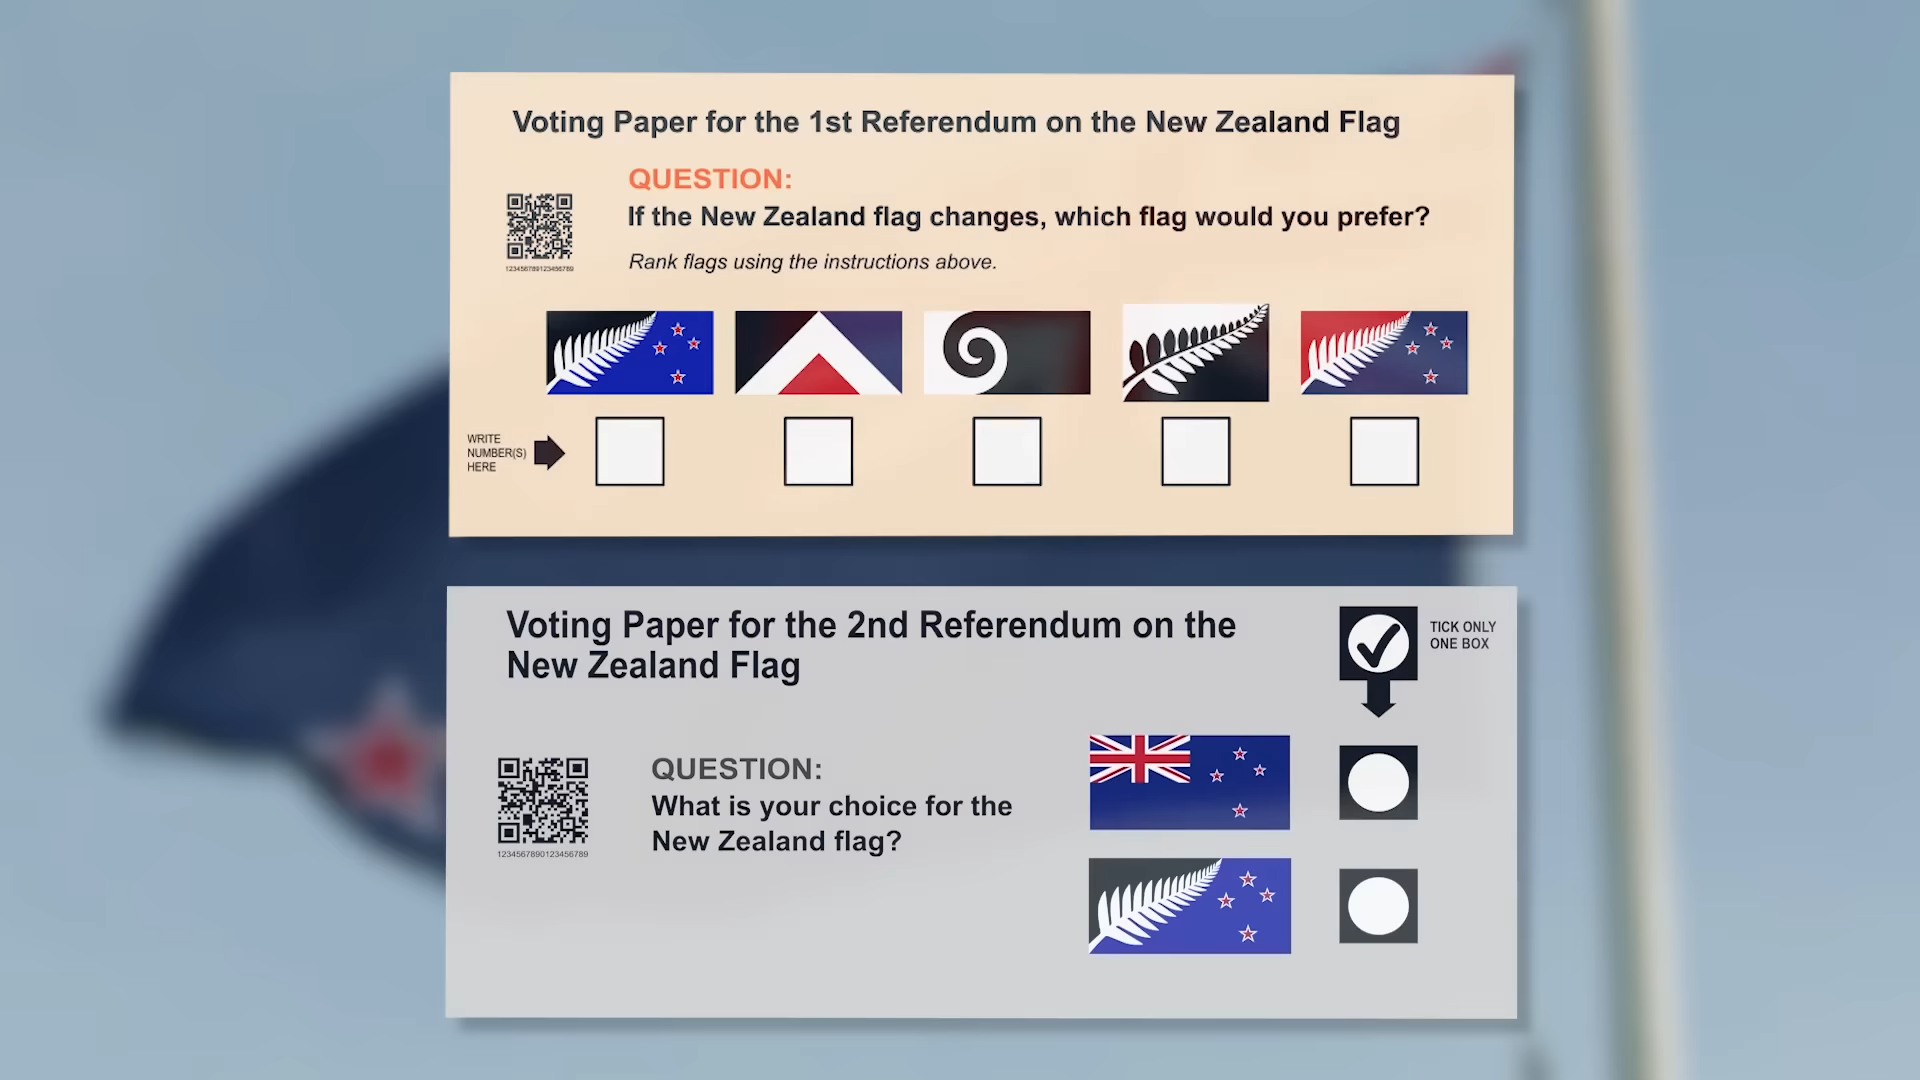 Voting Paper for the 1st Referendum on the New Zealand Flag
QUESTION:
If the New Zealand flag changes, which flag would you prefer?
Rank flags using the instructions above.
123456789123456789
WRITE
NUMBER(S)
HERE
Voting Paper for the 2nd Referendum on the
New Zealand Flag
TICK ONLY
ONE BOX
QUESTION:
What is your choice for the
New Zealand flag?
1234567890123456789